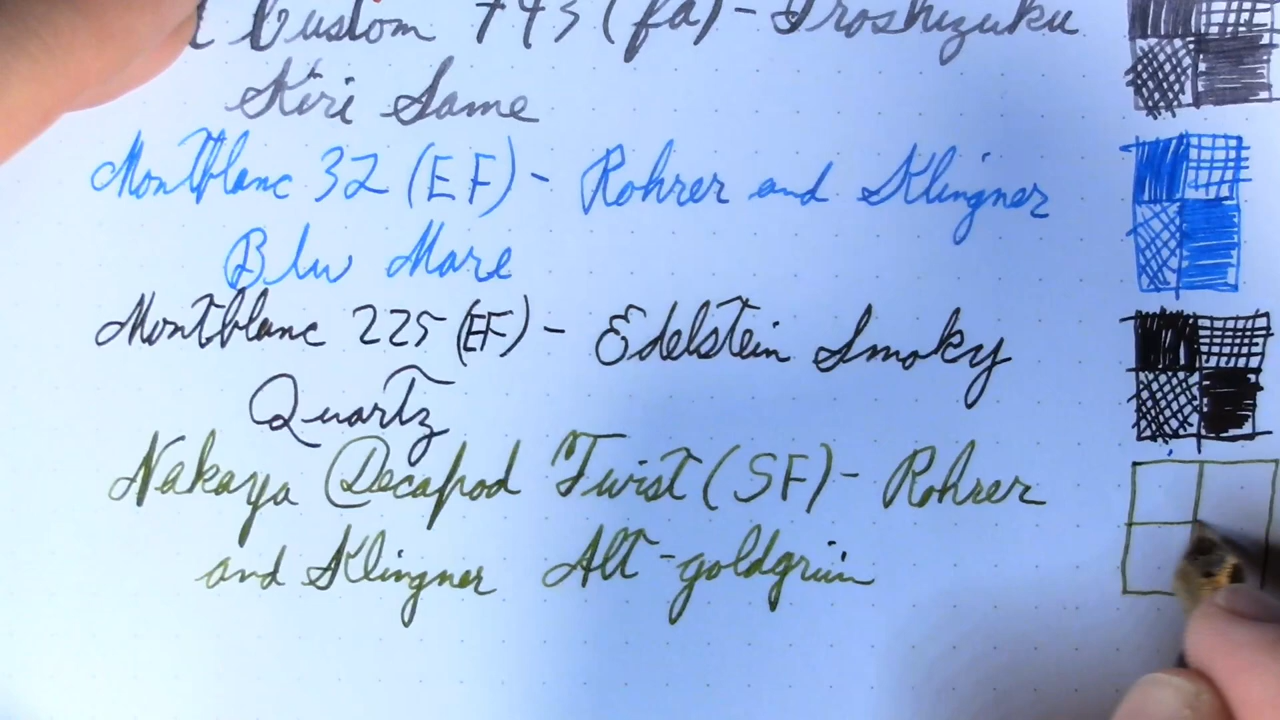 Custom 743 (fa) - Iroshizuku
Kiri Same
Montblanc 32 (EF) - Rohrer and Klingner
Blu Mare
Montblanc 225 (EF) - Edelstein Smoky
Quartz
Nakaya Decapod Twist (SF) - Rohrer
and Klingner Alt-goldgrün